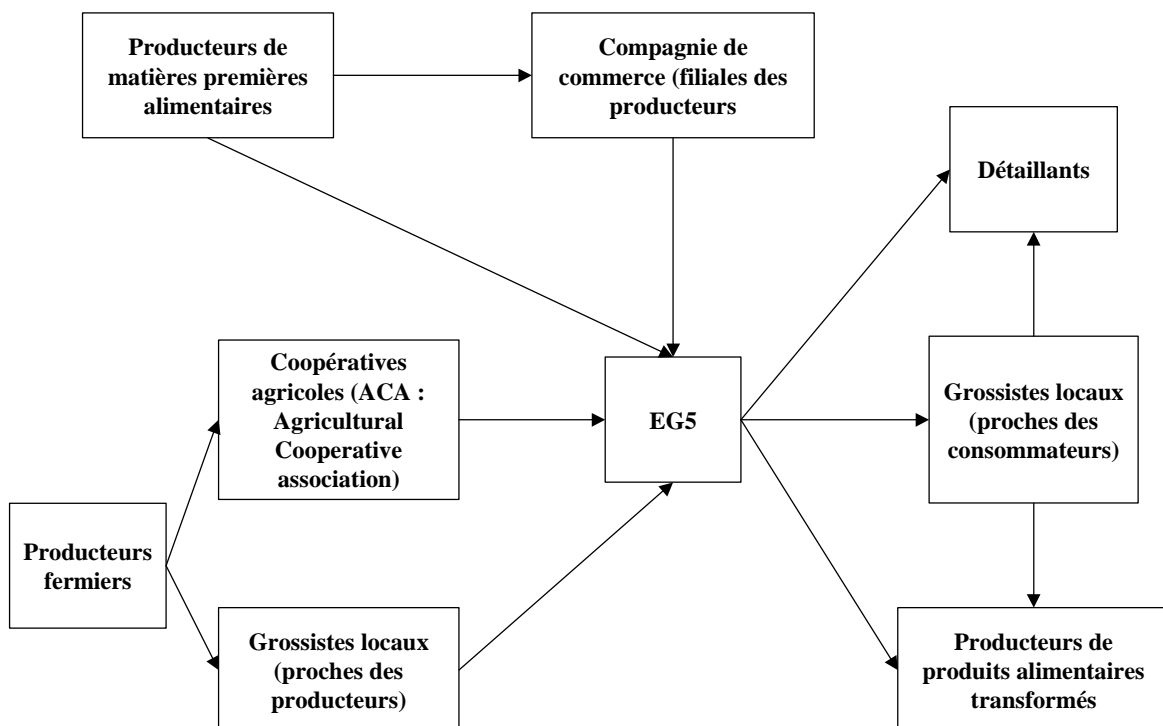 Producteurs de
matières premières
alimentaires
Compagnie de
commerce (filiales des
producteurs
Détaillants
Coopératives
agricoles (ACA :
Agricultural
Cooperative
association)
EG5
Grossistes locaux
(proches des
consommateurs)
Producteurs
fermiers
Grossistes locaux
(proches des
producteurs)
Producteurs de
produits alimentaires
transformés